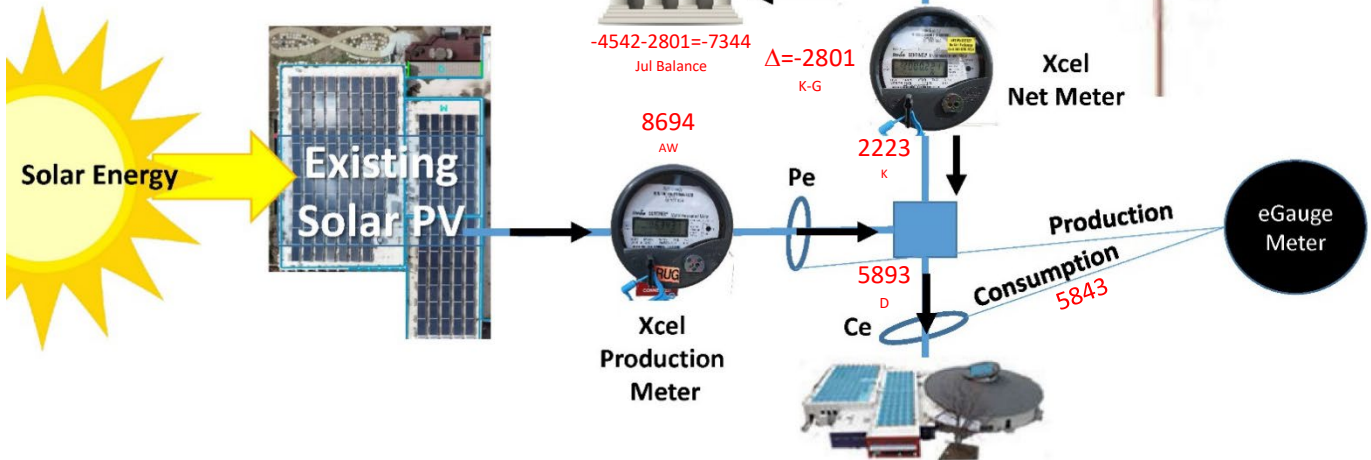 -4542-2801=-7344
Jul Balance
Δ=-2801
K-G
Xcel
Net Meter
8694
AW
2223
K
Solar Energy
Existing
Solar PV
Pe
Production
eGauge
Meter
Consumption
5843
5893
D
Ce
RUG
Xcel
Production
Meter